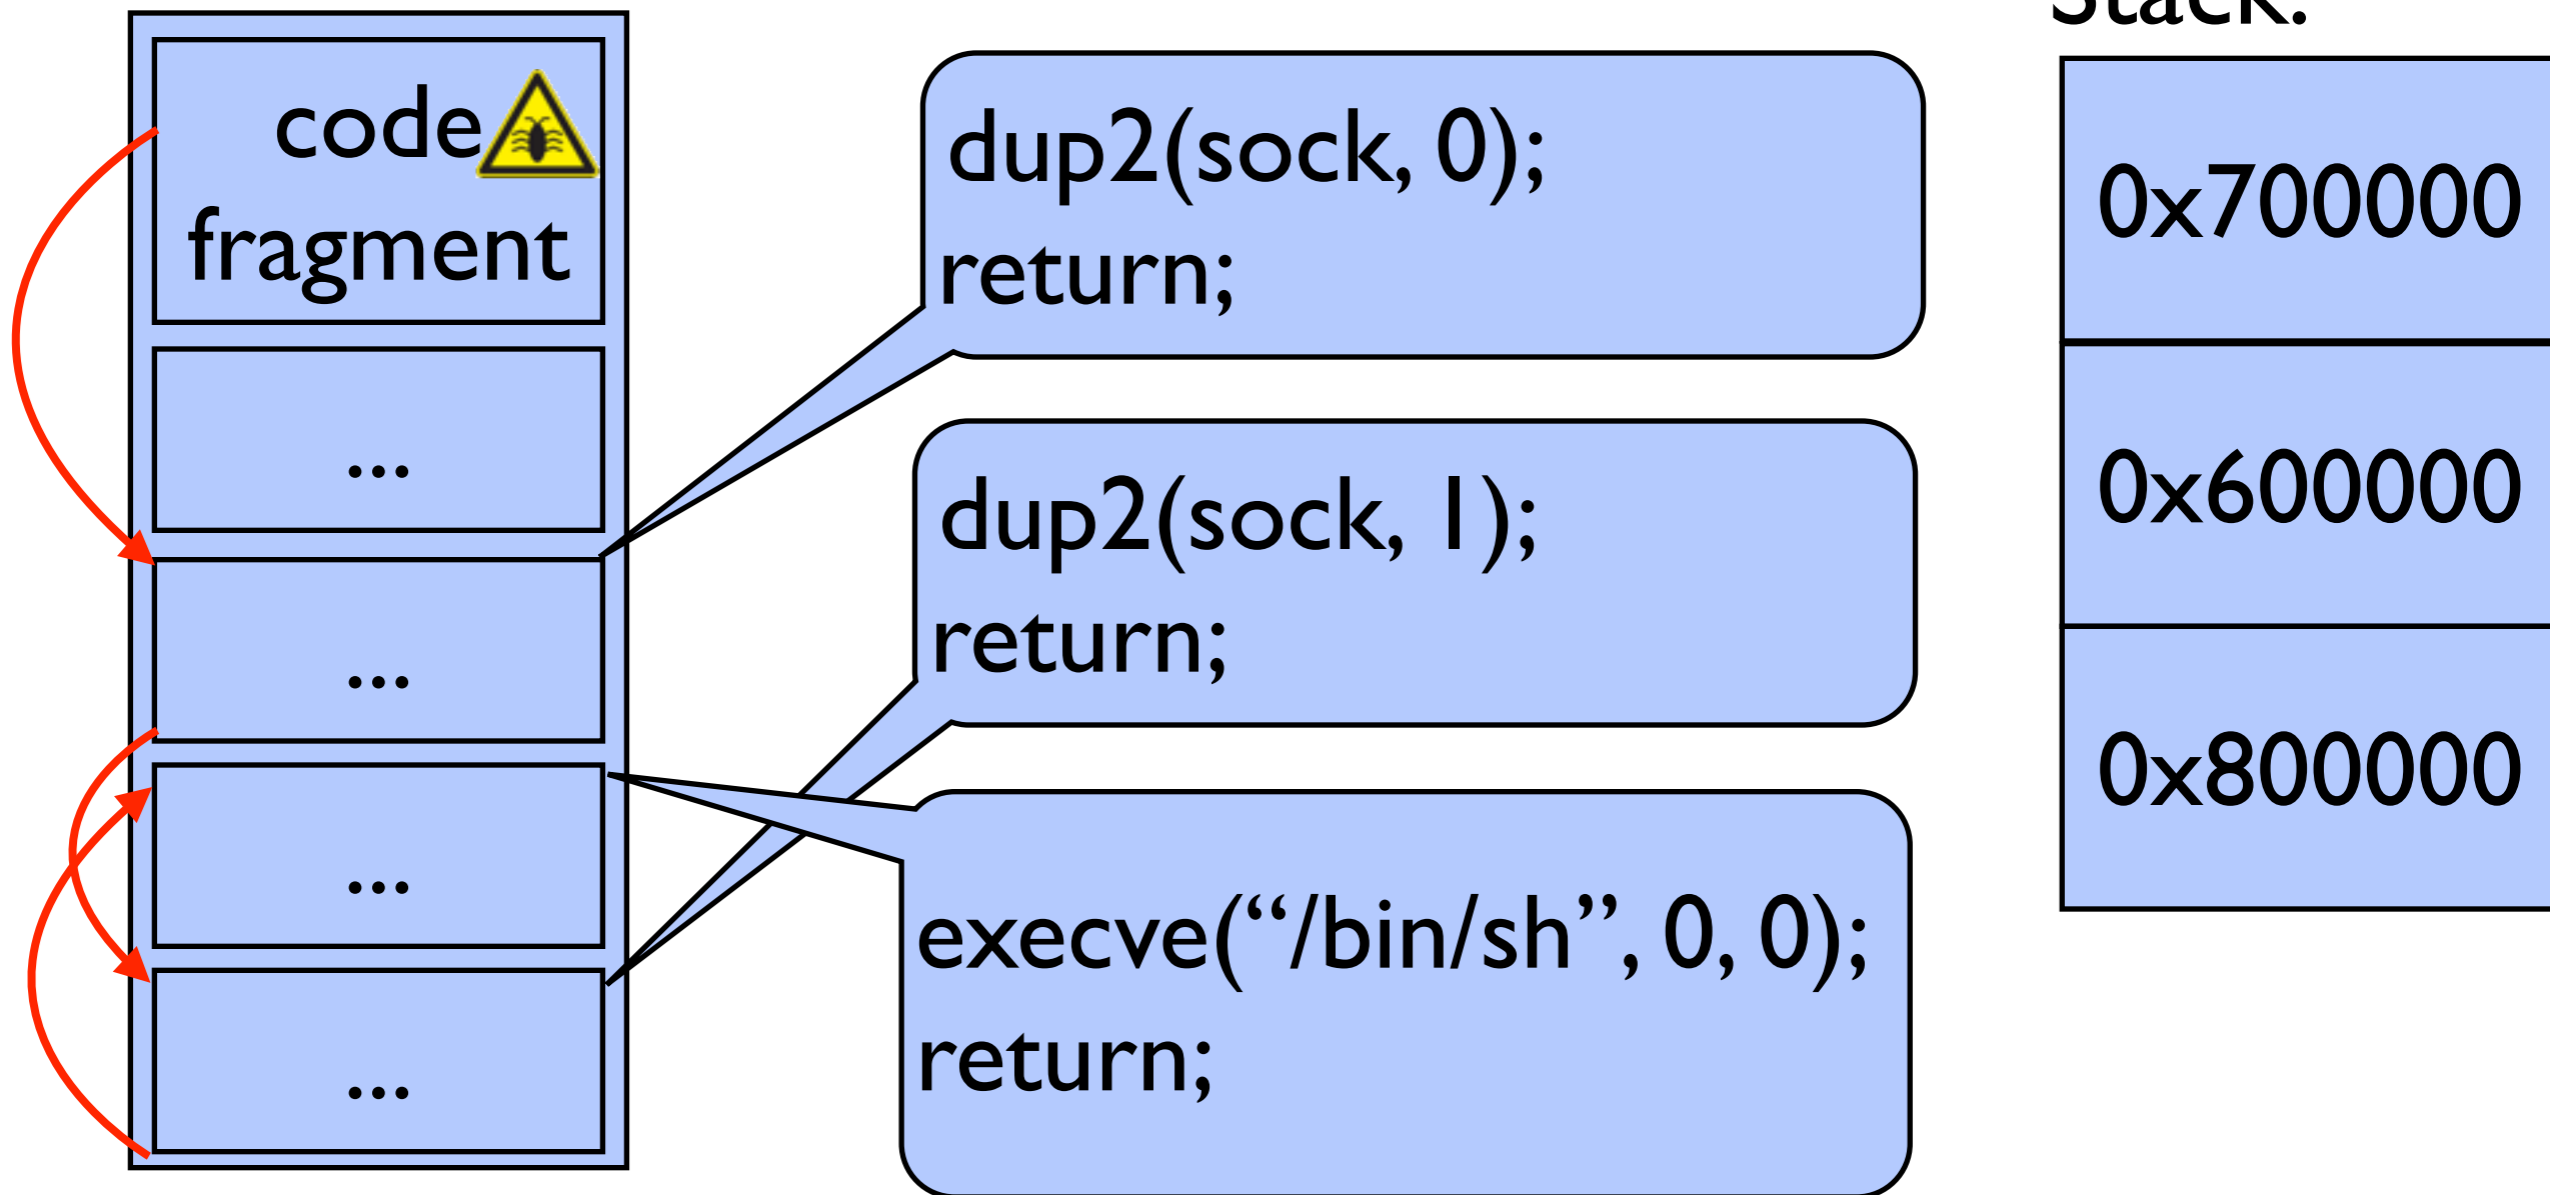 code
fragment
...
...
...
...
dup2(sock, 0);
return;
dup2(sock, 1);
return;
execve(“/bin/sh”, 0, 0);
return;
Stack:
0x700000
0x600000
0x800000